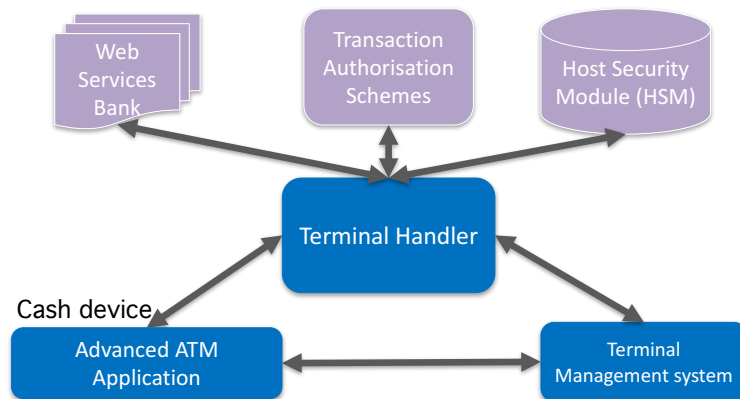 Web
Services
Bank
Transaction
Authorisation
Schemes
Host Security
Module (HSM)
Terminal Handler
Cash device
Advanced ATM
Application
Terminal
Management system